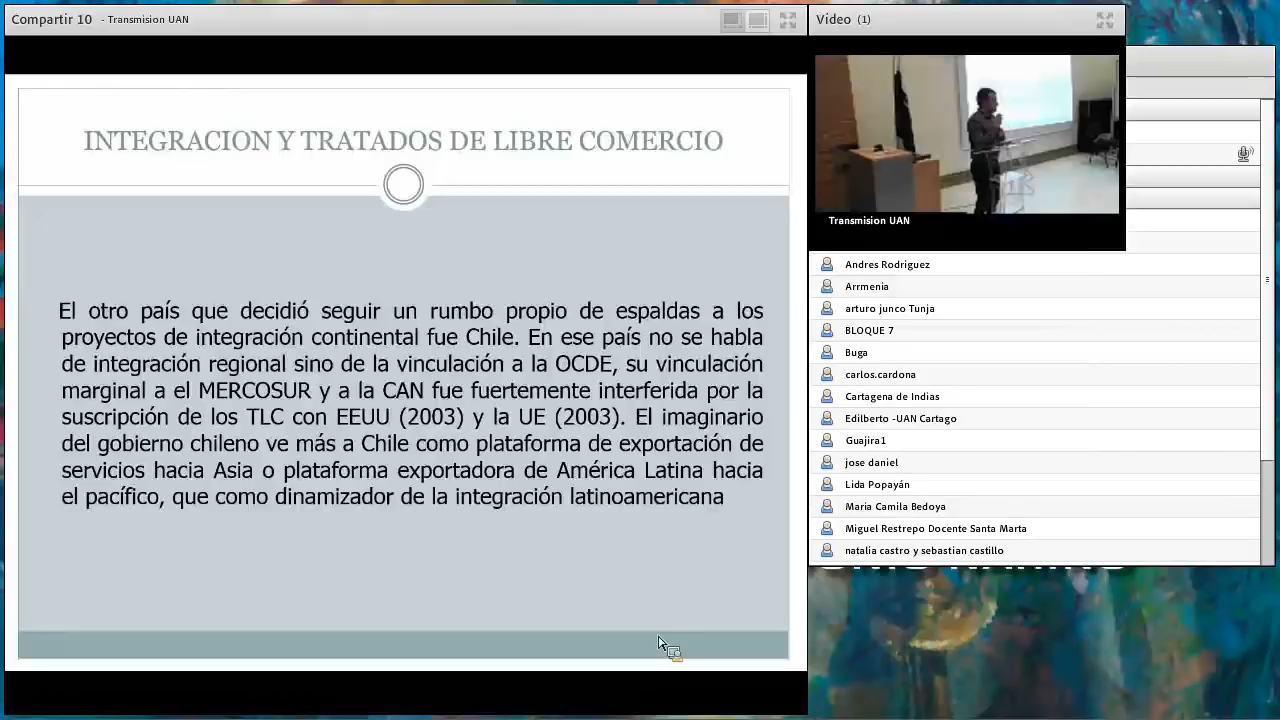 Compartir 10 - Transmision UAN
INTEGRACION Y TRATADOS DE LIBRE COMERCIO
El otro país que decidió seguir un rumbo propio de espaldas a los
proyectos de integración continental fue Chile. En ese país no se habla
de integración regional sino de la vinculación a la OCDE, su vinculación
marginal a el MERCOSUR y a la CAN fue fuertemente interferida por la
suscripción de los TLC con EEUU (2003) y la UE (2003). El imaginario
del gobierno chileno ve más a Chile como plataforma de exportación de
servicios hacia Asia o plataforma exportadora de América Latina hacia
el pacífico, que como dinamizador de la integración latinoamericana
Vídeo (1)
Transmision UAN
Andres Rodriguez
Arrmenia
arturo junco Tunja
BLOQUE 7
Buga
carlos.cardona
Cartagena de Indias
Edilberto -UAN Cartago
Guajira1
jose daniel
Lida Popayán
Maria Camila Bedoya
Miguel Restrepo Docente Santa Marta
natalia castro y sebastian castillo